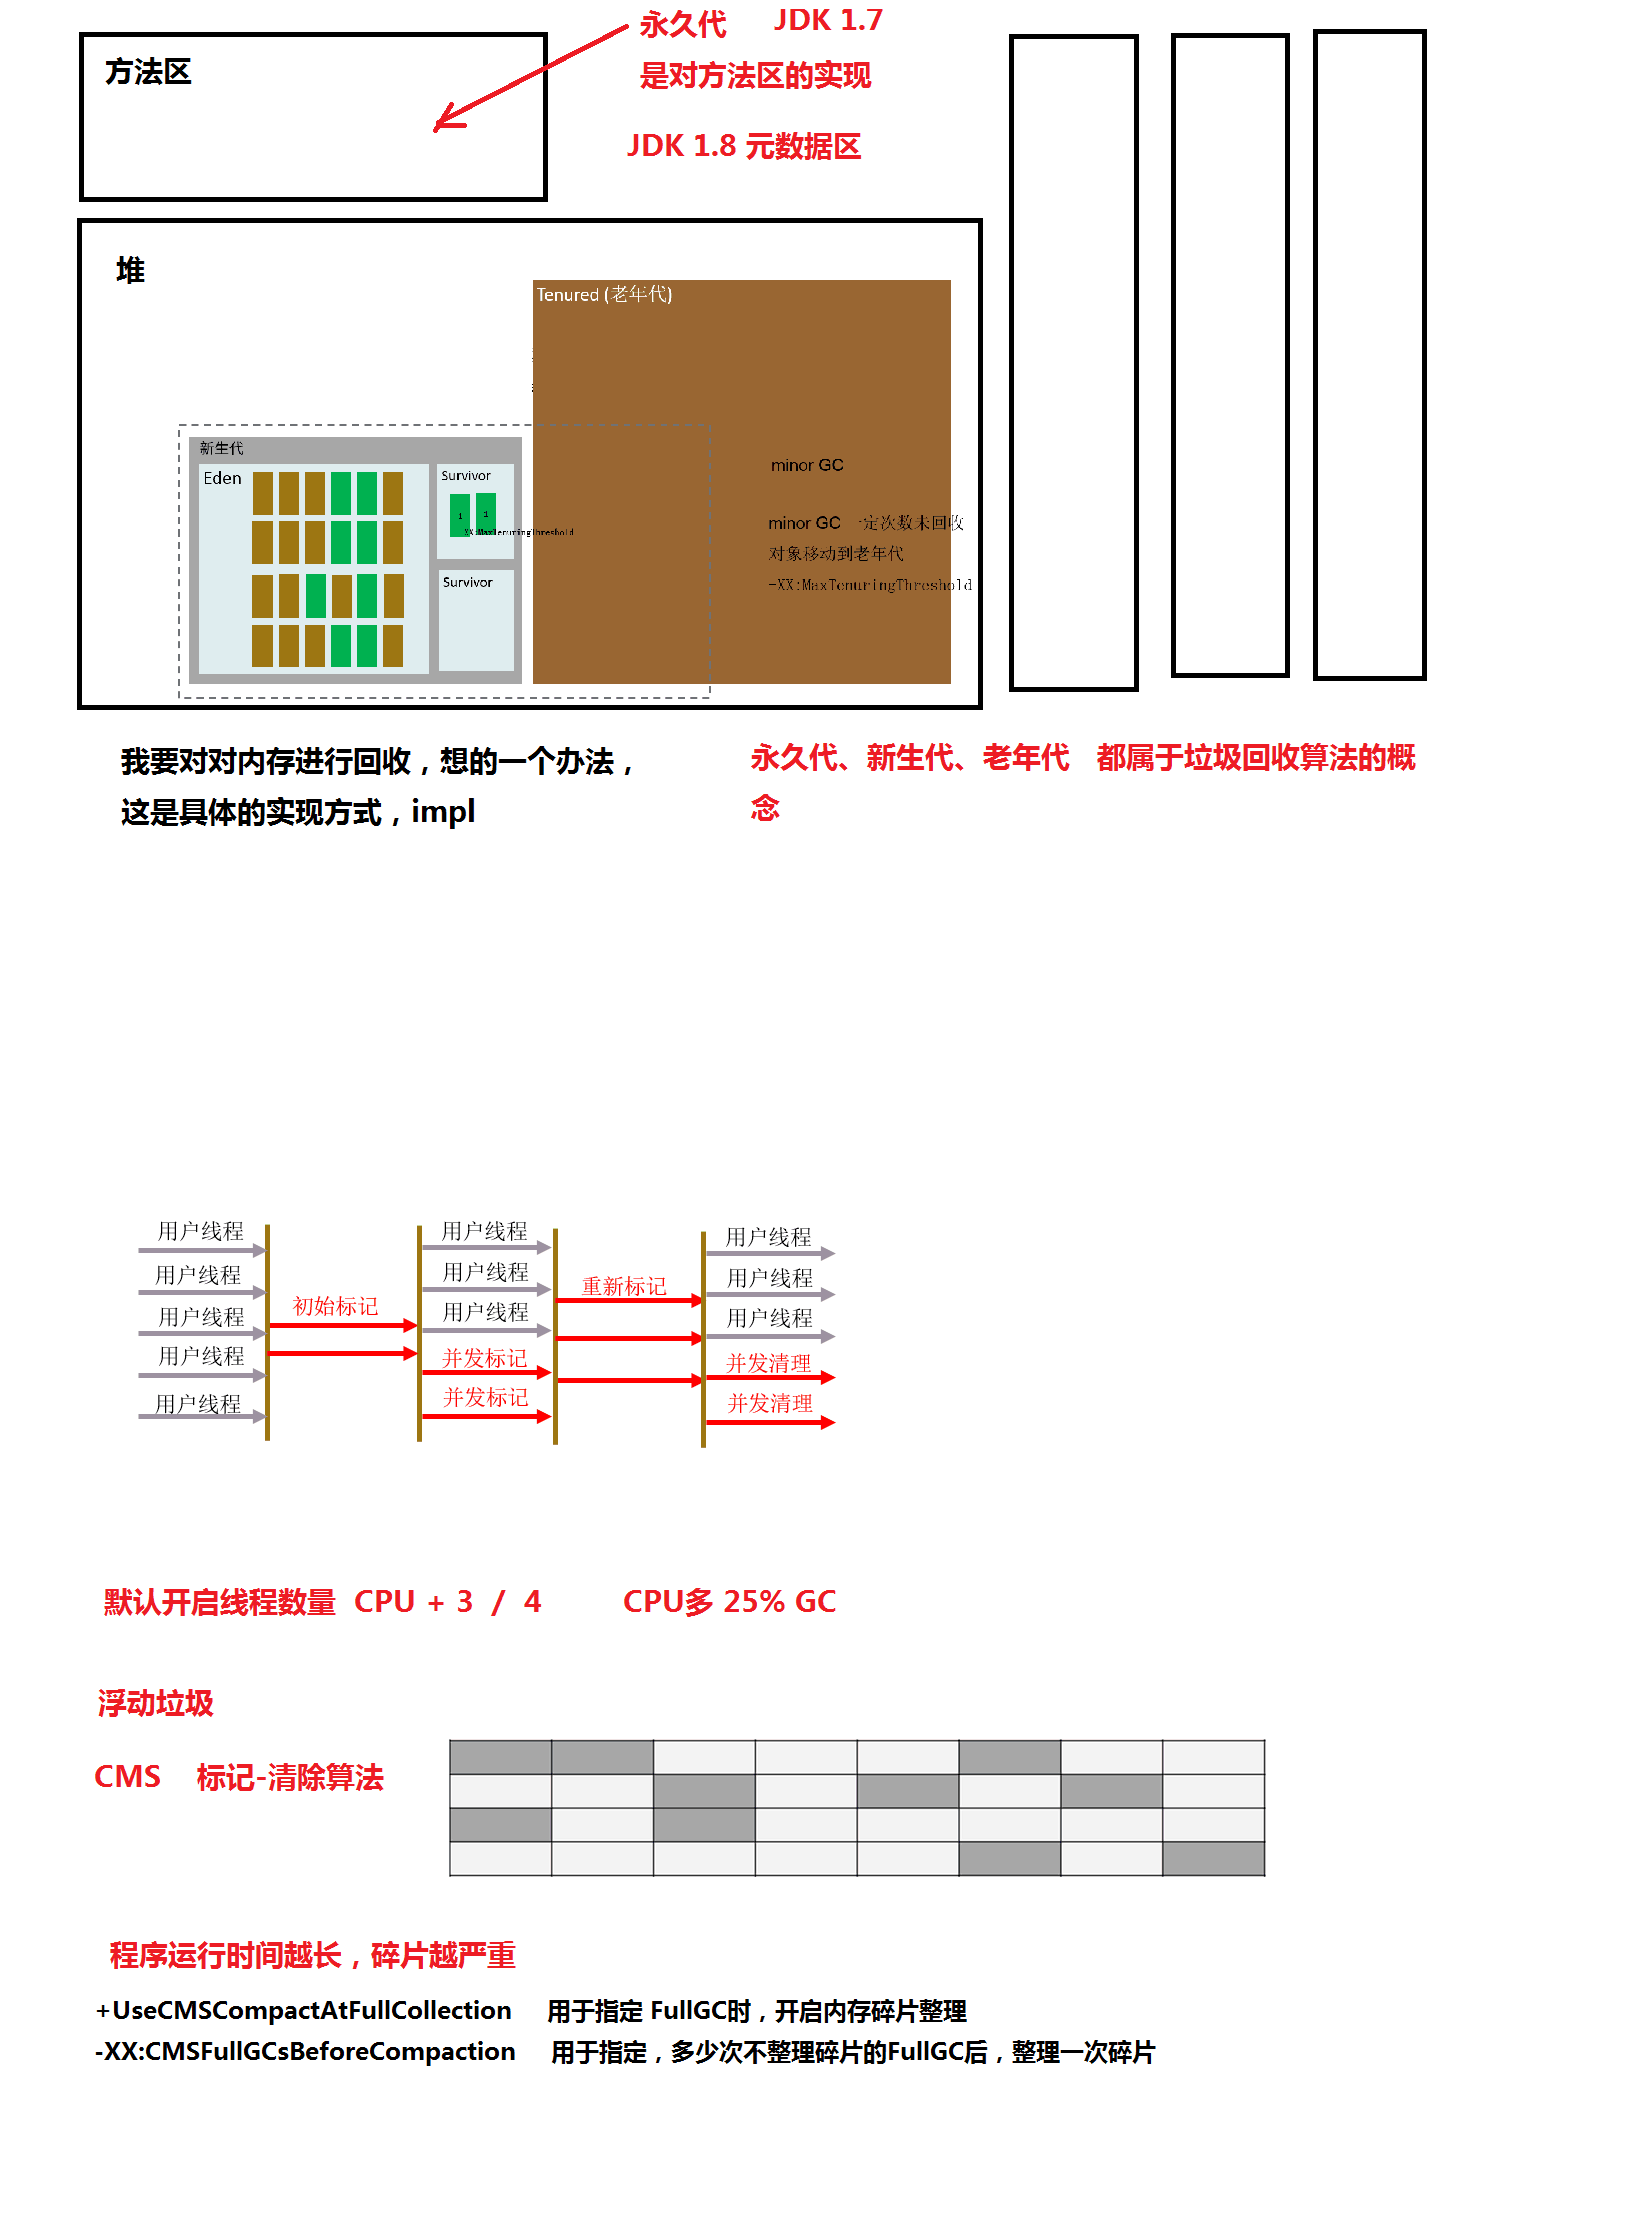 永久代 JDK 1.7
方法区
是对方法区的实现
JDK 1.8 元数据区
堆
Tenured (老年代)
新生代
Eden
Survivor
1 1
XX:MaxTenuringThreshold
Survivor
minor GC
minor GC 一定次数未回收
对象移动到老年代
-XX:MaxTenuringThreshold
我要对对内存进行回收，想的一个办法，
这是具体的实现方式，impl
永久代、新生代、老年代 都属于垃圾回收算法的概
念
用户线程
用户线程
用户线程
用户线程
用户线程
初始标记
用户线程
用户线程
用户线程
并发标记
并发标记
重新标记
用户线程
用户线程
用户线程
并发清理
并发清理
默认开启线程数量 CPU + 3 / 4 CPU多 25% GC
浮动垃圾
CMS 标记-清除算法
程序运行时间越长，碎片越严重
+UseCMSCompactAtFullCollection 用于指定 FullGC时，开启内存碎片整理
-XX:CMSFullGCsBeforeCompaction 用于指定，多少次不整理碎片的FullGC后，整理一次碎片